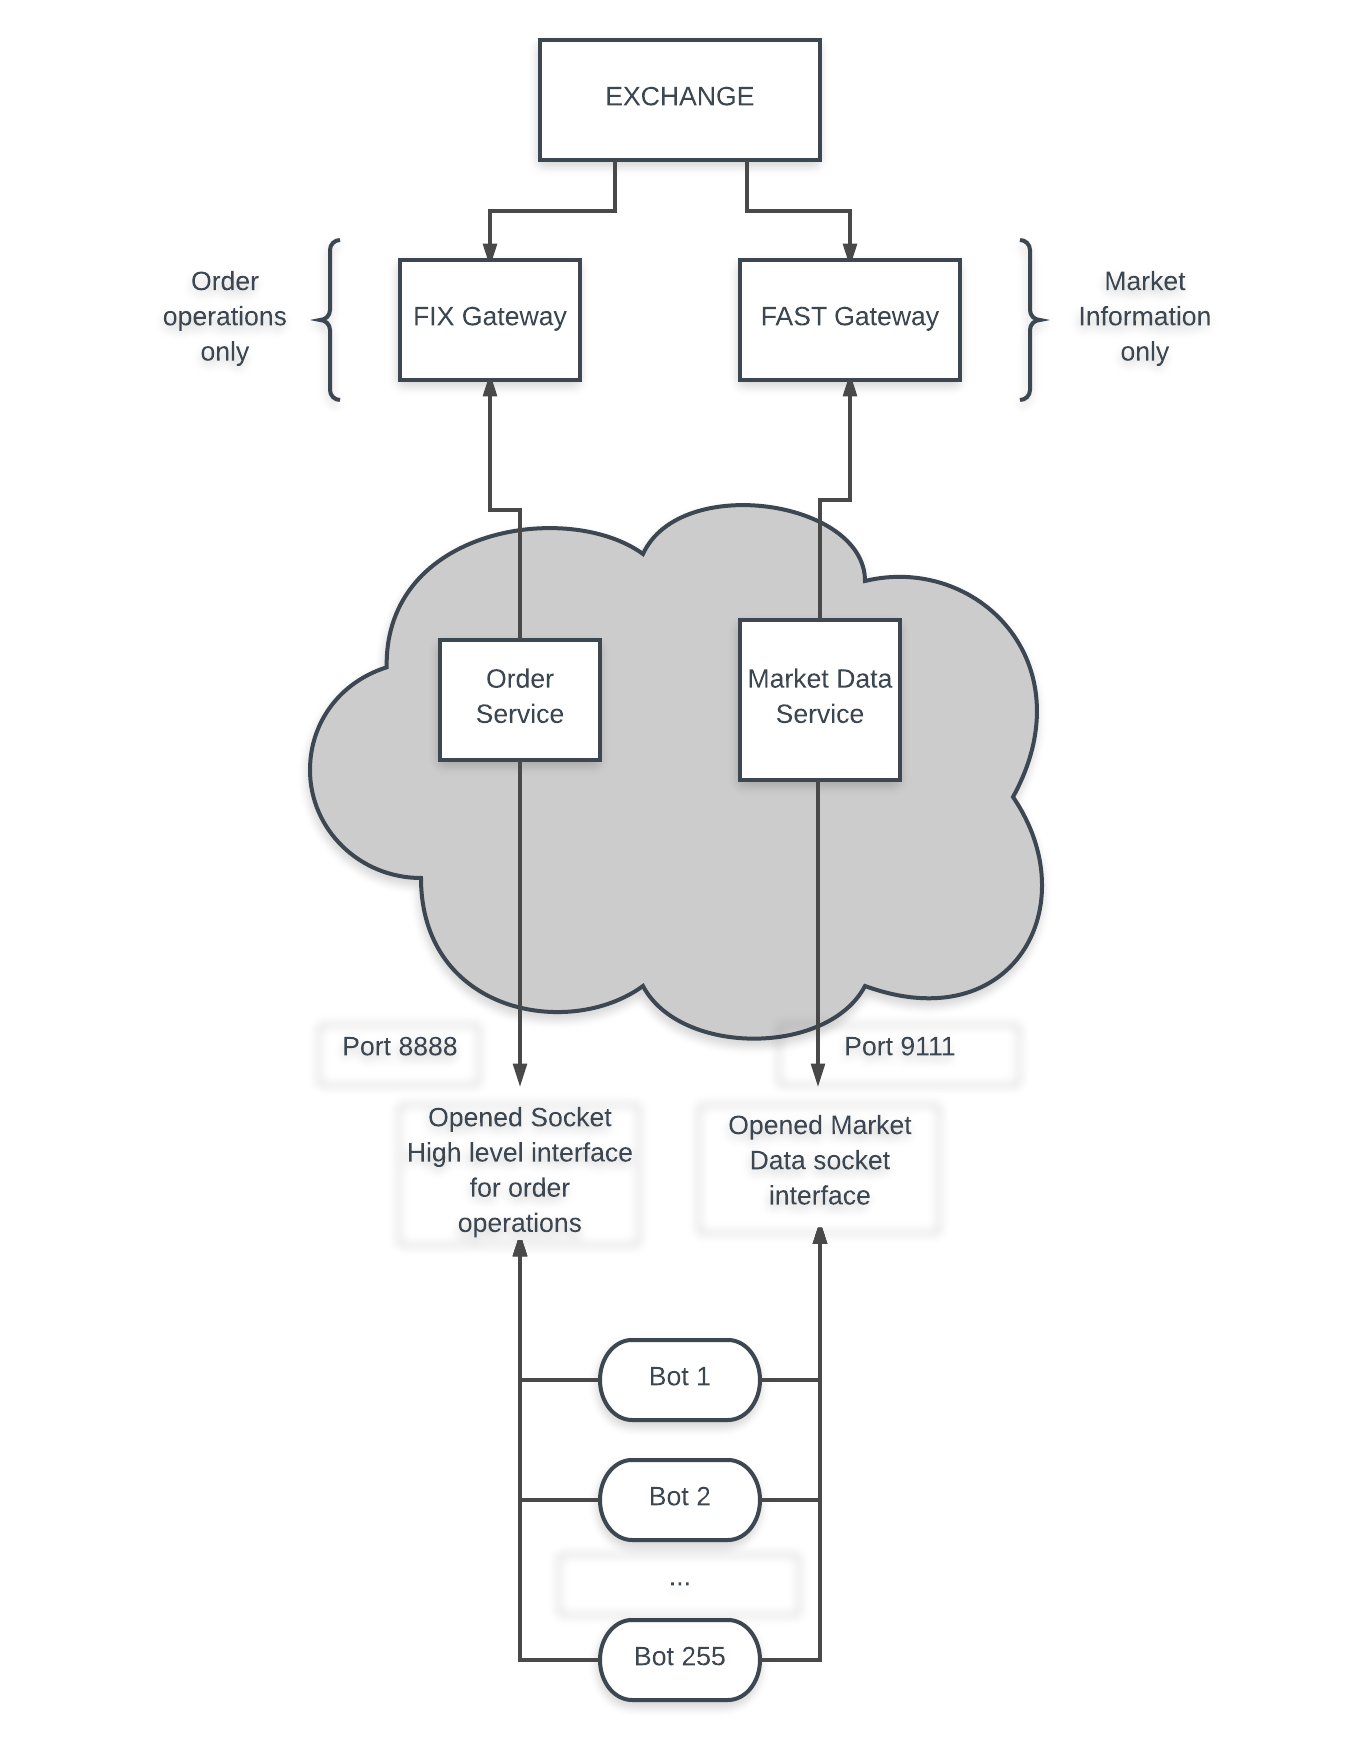 EXCHANGE
Order
operations
only
FIX Gateway
FAST Gateway
Market
Information
only
Order
Service
Market Data
Service
Port 8888
Port 9111
Opened Socket
High level interface
for order
operations
Opened Market
Data socket
interface
Bot 1
Bot 2
...
Bot 255